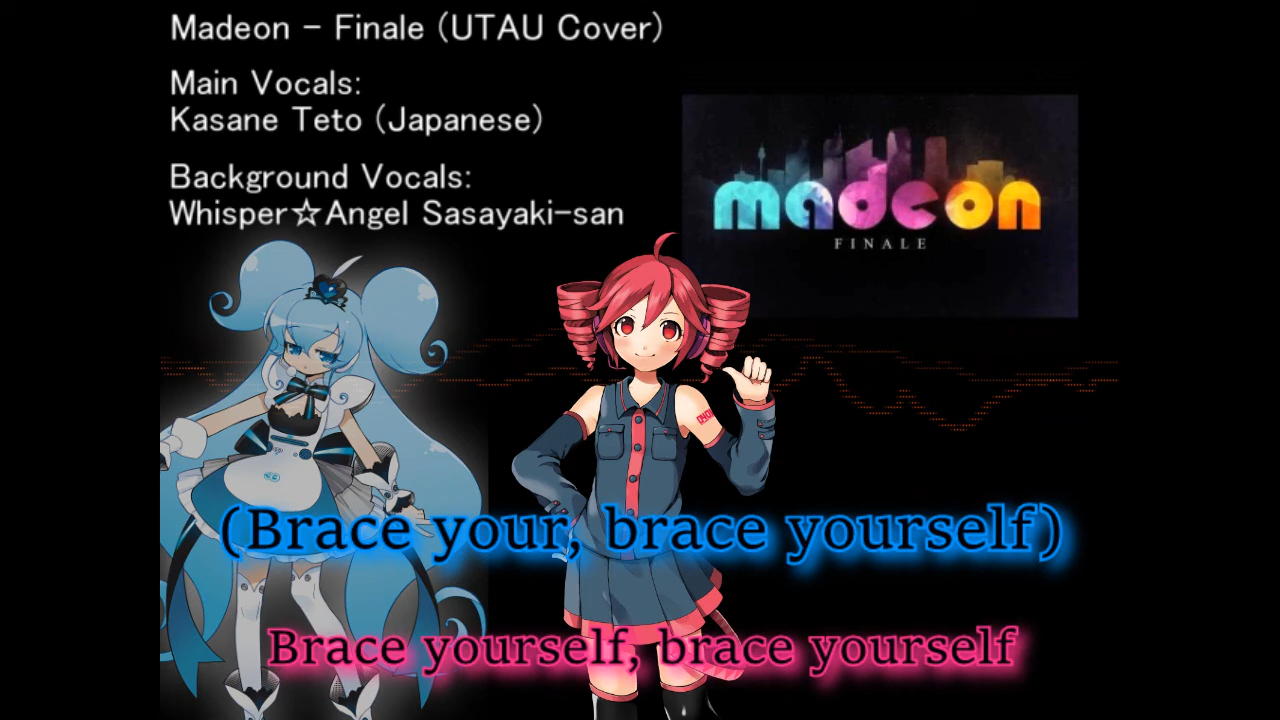 Madeon - Finale (UTAU Cover)
Main Vocals:
Kasane Teto (Japanese)
Background Vocals:
Whisper☆Angel Sasayaki-san
madeon
FINALE
(Brace your, brace yourself)
Brace yourself, brace yourself